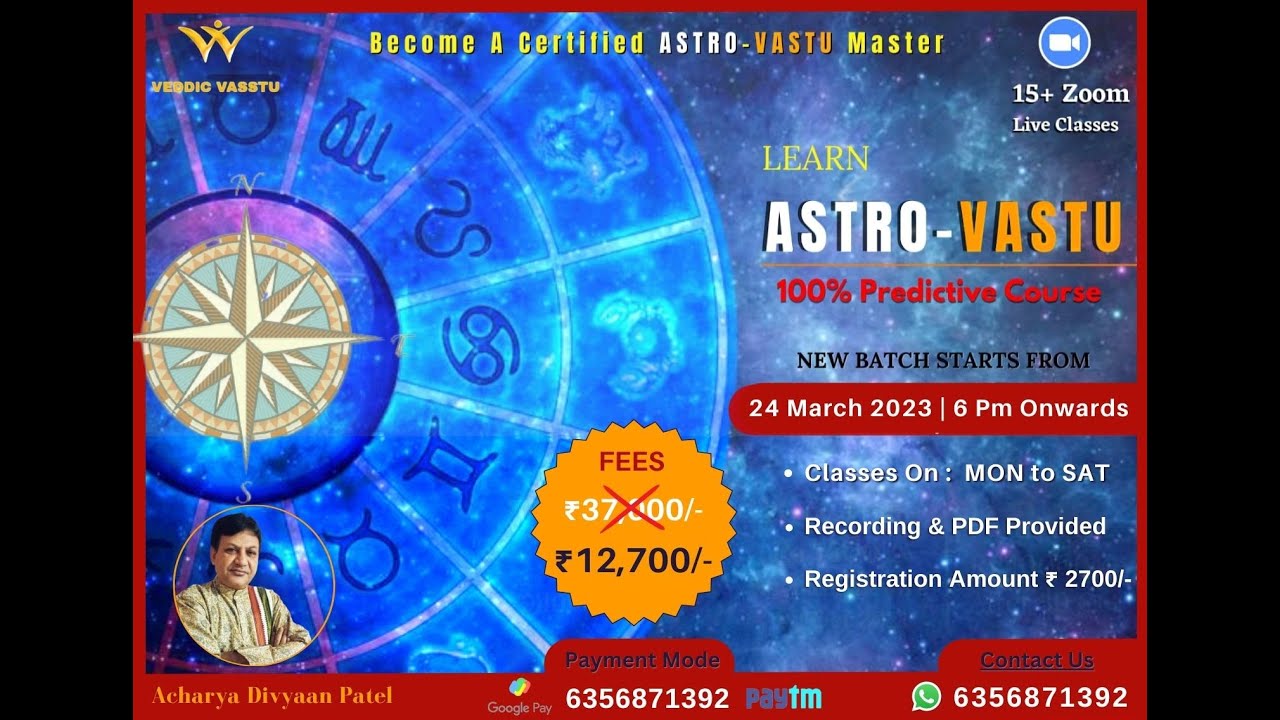 VEDDIC VASSTU
Become A Certified ASTRO-VASTU Master
15+ Zoom
Live Classes
LEARN
ASTRO-VASTU
100% Predictive Course
NEW BATCH STARTS FROM
24 March 2023 | 6 Pm Onwards
• Classes On : MON to SAT
• Recording & PDF Provided
• Registration Amount ₹ 2700/-
N
E
S
FEES
₹37,000/-
₹12,700/-
Acharya Divyaan Patel
Payment Mode
Google Pay
6356871392
paytm
Contact Us
6356871392